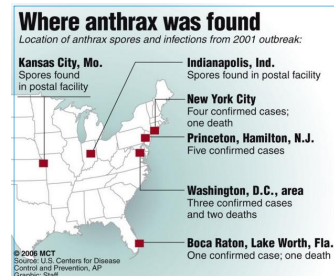 Where anthrax was found
Location of anthrax spores and infections from 2001 outbreak:
Kansas City, Mo.
Spores found
in postal facility
Indianapolis, Ind.
Spores found in postal facility
New York City
Four confirmed cases;
one death
Princeton, Hamilton, N.J.
Five confirmed cases
Washington, D.C., area
Three confirmed cases
and two deaths
Boca Raton, Lake Worth, Fla.
One confirmed case; one death
© 2006 MCT
Source: U.S. Centers for Disease
Control and Prevention, AP
Graphic: Staff